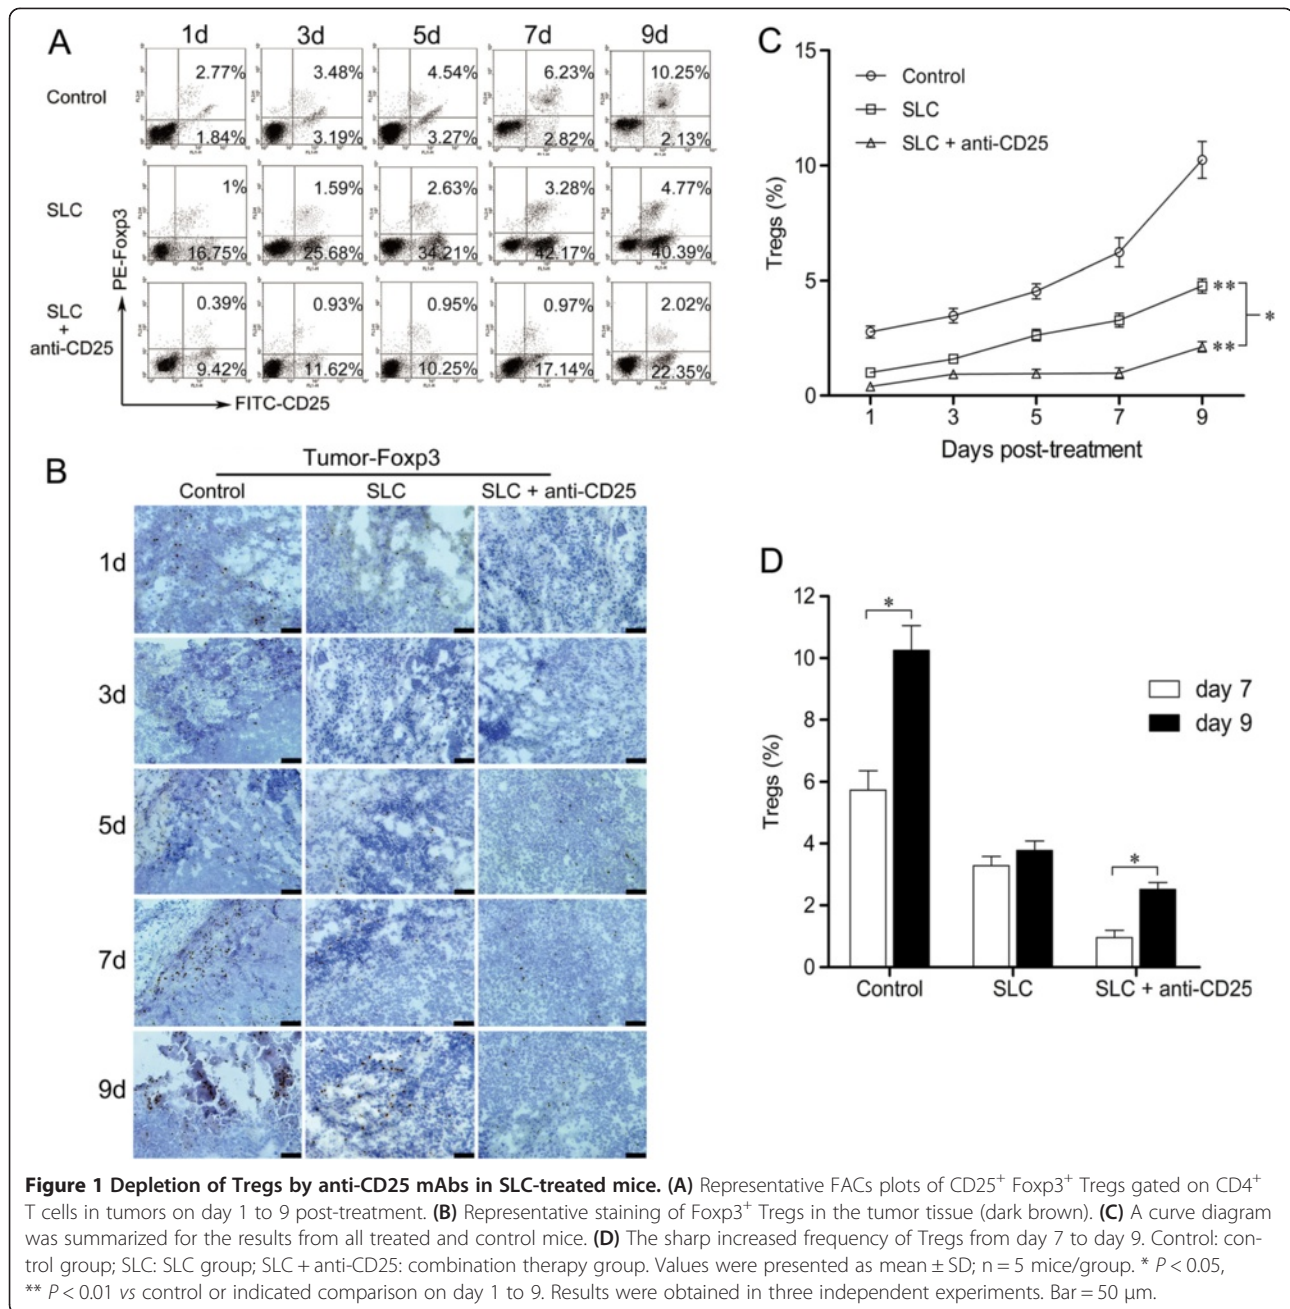 A
1d 3d 5d 7d 9d
Control
2.77% 3.48% 4.54% 6.23% 10.25%
1.84% 3.19% 3.27% 2.82% 2.13%
SLC
1% 1.59% 2.63% 3.28% 4.77%
16.75% 25.68% 34.21% 42.17% 40.39%
SLC
+
anti-CD25
0.39% 0.93% 0.95% 0.97% 2.02%
9.42% 11.62% 10.25% 17.14% 22.35%
PE-Foxp3
FITC-CD25
B
Tumor-Foxp3
Control SLC SLC + anti-CD25
1d
3d
5d
7d
9d
C
15
10
5
0
Tregs (%)
Control
SLC
SLC + anti-CD25
**
**
*
1 3 5 7 9
Days post-treatment
D
12
10
8
6
4
2
0
Tregs (%)
*
*
day 7
day 9
Control SLC SLC + anti-CD25
Figure 1 Depletion of Tregs by anti-CD25 mAbs in SLC-treated mice. (A) Representative FACs plots of CD25⁺ Foxp3⁺ Tregs gated on CD4⁺
T cells in tumors on day 1 to 9 post-treatment. (B) Representative staining of Foxp3⁺ Tregs in the tumor tissue (dark brown). (C) A curve diagram
was summarized for the results from all treated and control mice. (D) The sharp increased frequency of Tregs from day 7 to day 9. Control: con-
trol group; SLC: SLC group; SLC + anti-CD25: combination therapy group. Values were presented as mean ± SD; n = 5 mice/group. * P < 0.05,
** P < 0.01 vs control or indicated comparison on day 1 to 9. Results were obtained in three independent experiments. Bar = 50 μm.